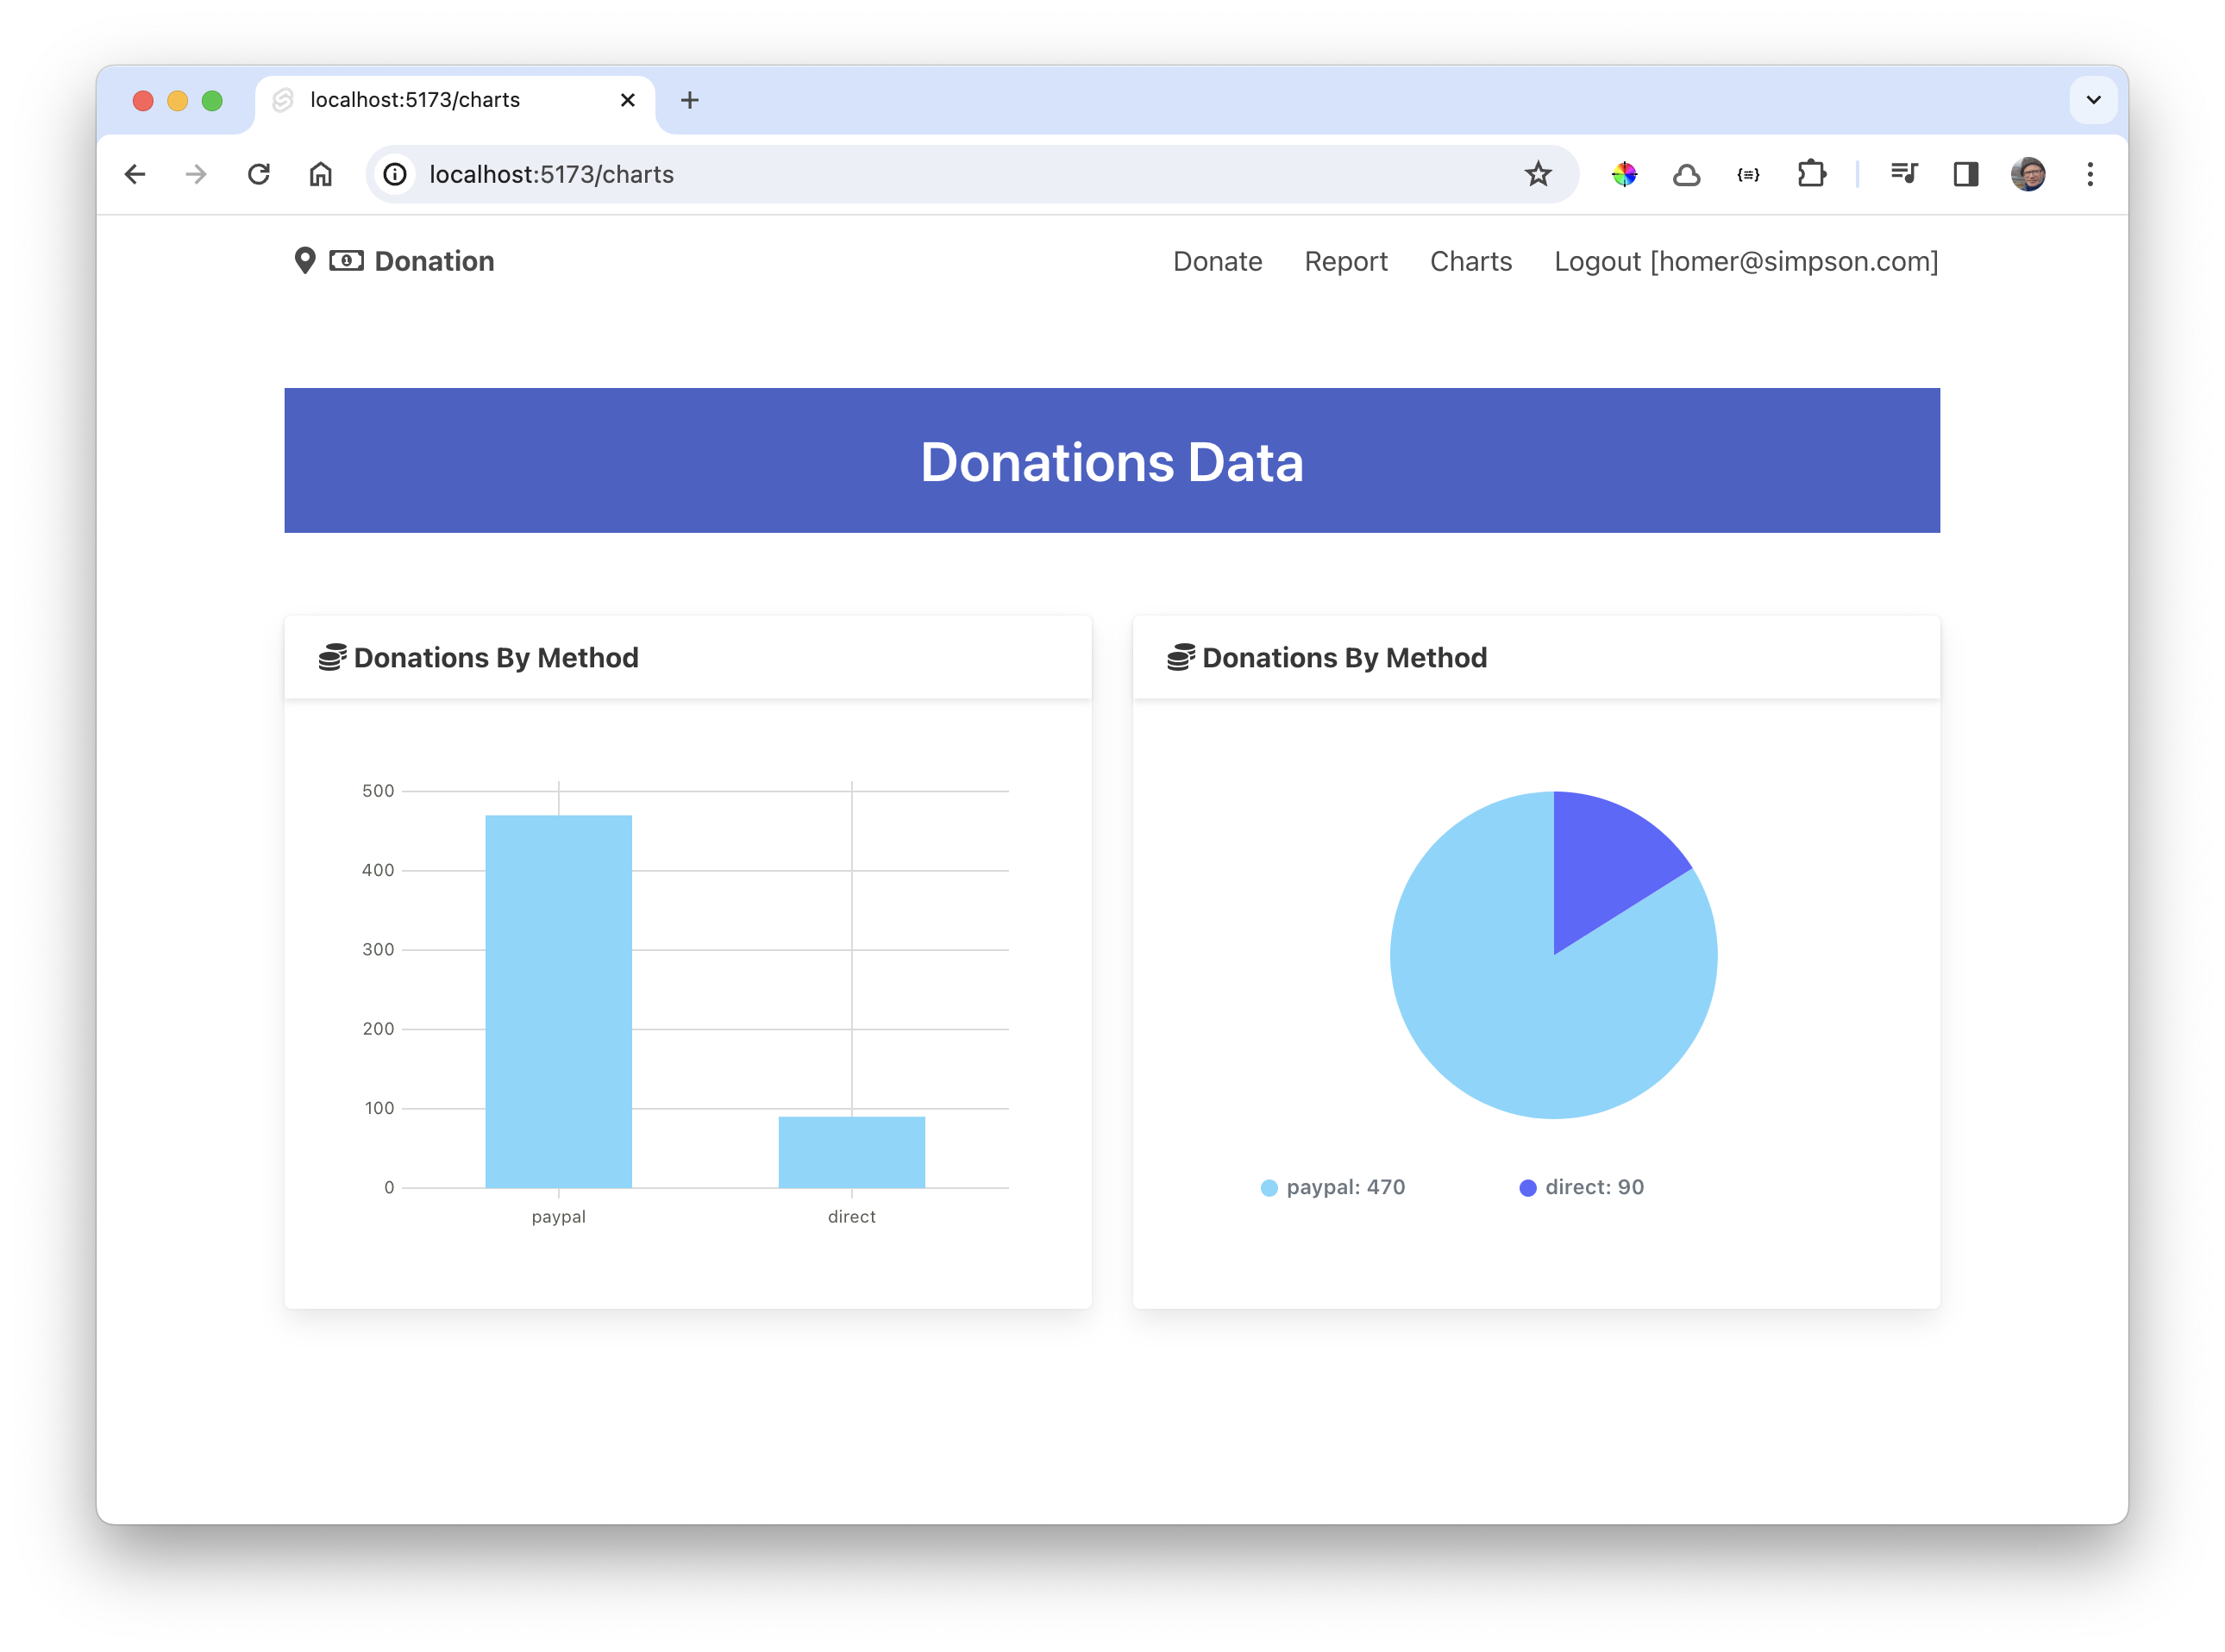 localhost:5173/charts
localhost:5173/charts
Donation
Donate Report Charts Logout [homer@simpson.com]
Donations Data
Donations By Method
500
400
300
200
100
0
paypal direct
Donations By Method
paypal: 470 direct: 90